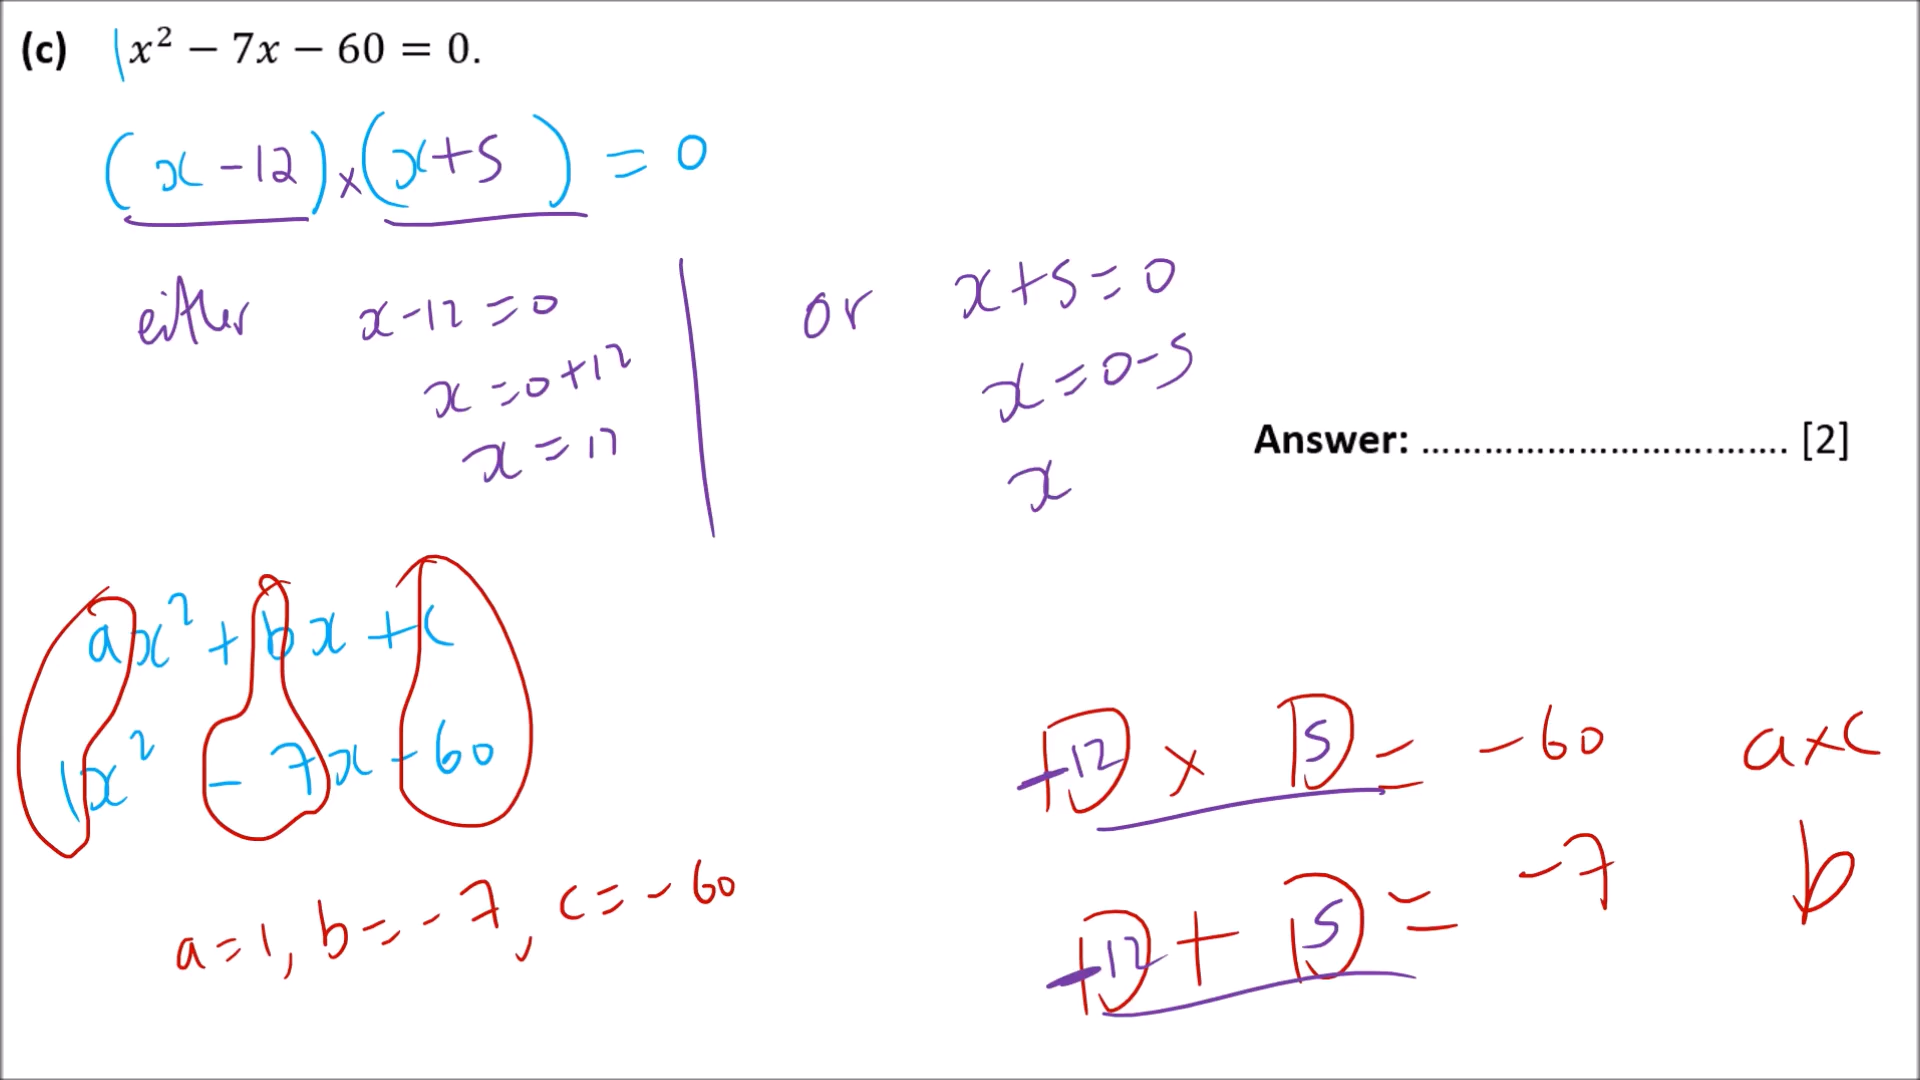 (c) 1x² − 7x − 60 = 0.
(x -12)×(x+5) = 0
either x-12=0 or x+5=0
x=0+12 x=0-5
x=12 x
Answer: ........................................ [2]
ax²+bx+c
1x² -7x-60
a=1, b=-7, c=-60
-12 × 5 = -60 a×c
-12 + 5 = -7 b